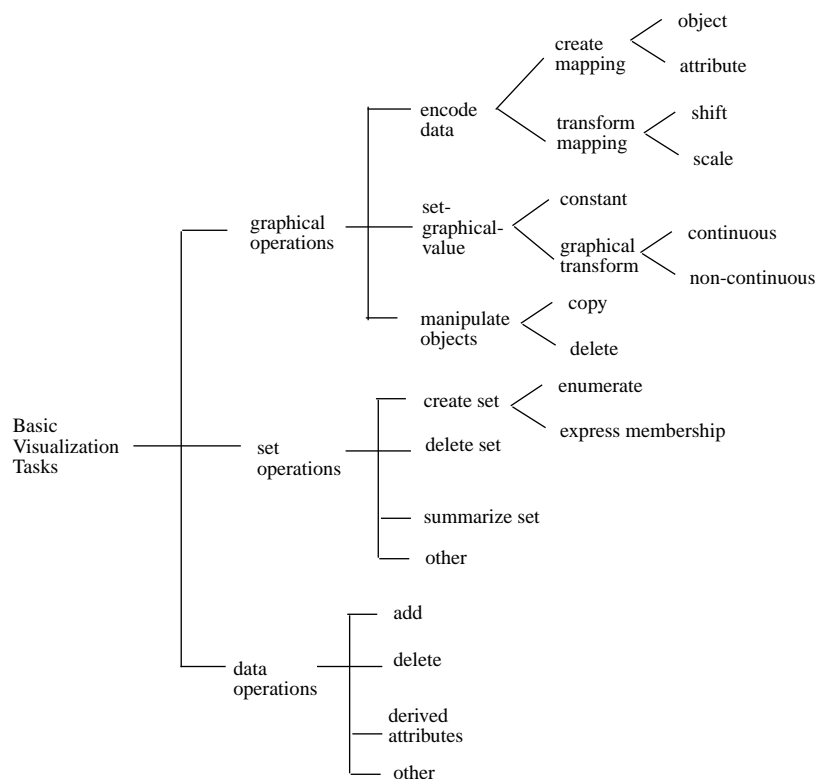 object
create
mapping
attribute
encode
data
shift
transform
mapping
scale
constant
set-
graphical-
value
graphical
operations
continuous
graphical
transform
non-continuous
copy
manipulate
objects
delete
enumerate
create set
express membership
Basic
Visualization
Tasks
set
operations
delete set
summarize set
other
add
data
operations
delete
derived
attributes
other